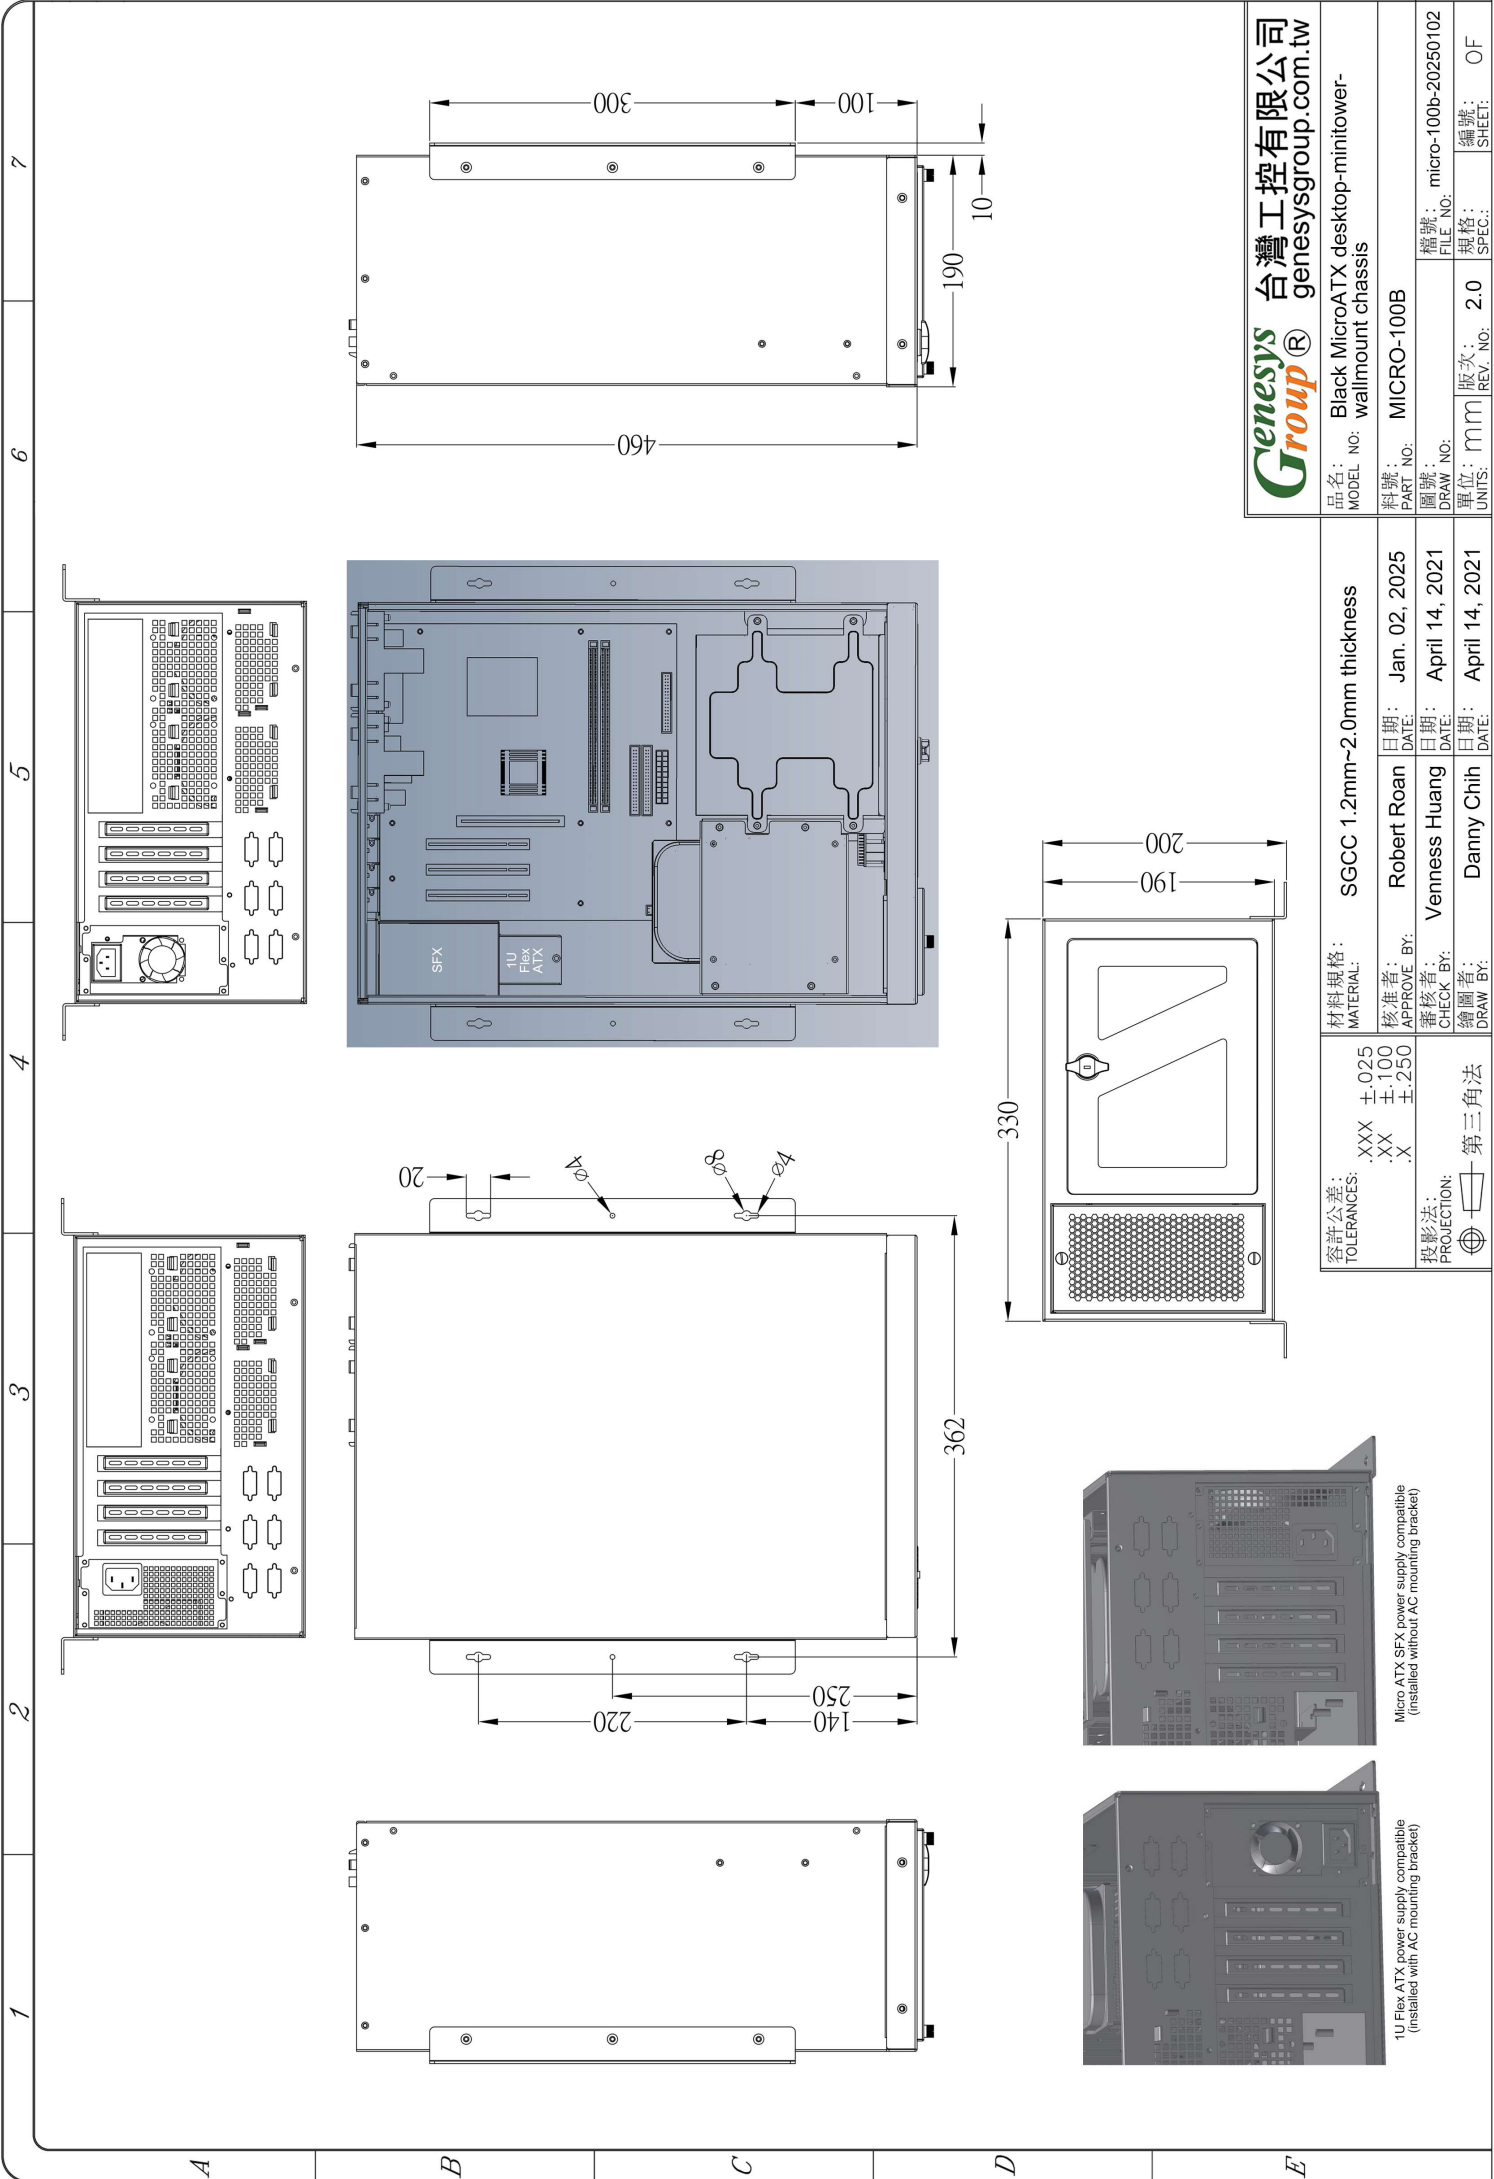 1
2
3
4
5
6
7
A
B
C
D
E
SFX
1U
Flex
ATX
20
ø4
ø8
ø4
220
250
140
362
300
100
10
190
460
330
190
200
1U Flex ATX power supply compatible
(installed with AC mounting bracket)
Micro ATX SFX power supply compatible
(installed without AC mounting bracket)
容許公差:
TOLERANCES:
.XXX ±.025
.XX ±.100
.X ±.250
投影法:
PROJECTION:
第三角法
材料規格:
MATERIAL:
SGCC 1.2mm~2.0mm thickness
核准者:
APPROVE BY:
Robert Roan
日期:
DATE:
Jan. 02, 2025
審核者:
CHECK BY:
Venness Huang
日期:
DATE:
April 14, 2021
繪圖者:
DRAW BY:
Danny Chih
日期:
DATE:
April 14, 2021
Genesys
Group ®
台灣工控有限公司
genesysgroup.com.tw
品名:
MODEL NO:
Black MicroATX desktop-minitower-
wallmount chassis
料號:
PART NO:
MICRO-100B
圖號:
DRAW NO:
檔號:
FILE NO:
micro-100b-20250102
單位:
UNITS:
mm
版次:
REV. NO:
2.0
規格:
SPEC.:
編號:
SHEET:
OF